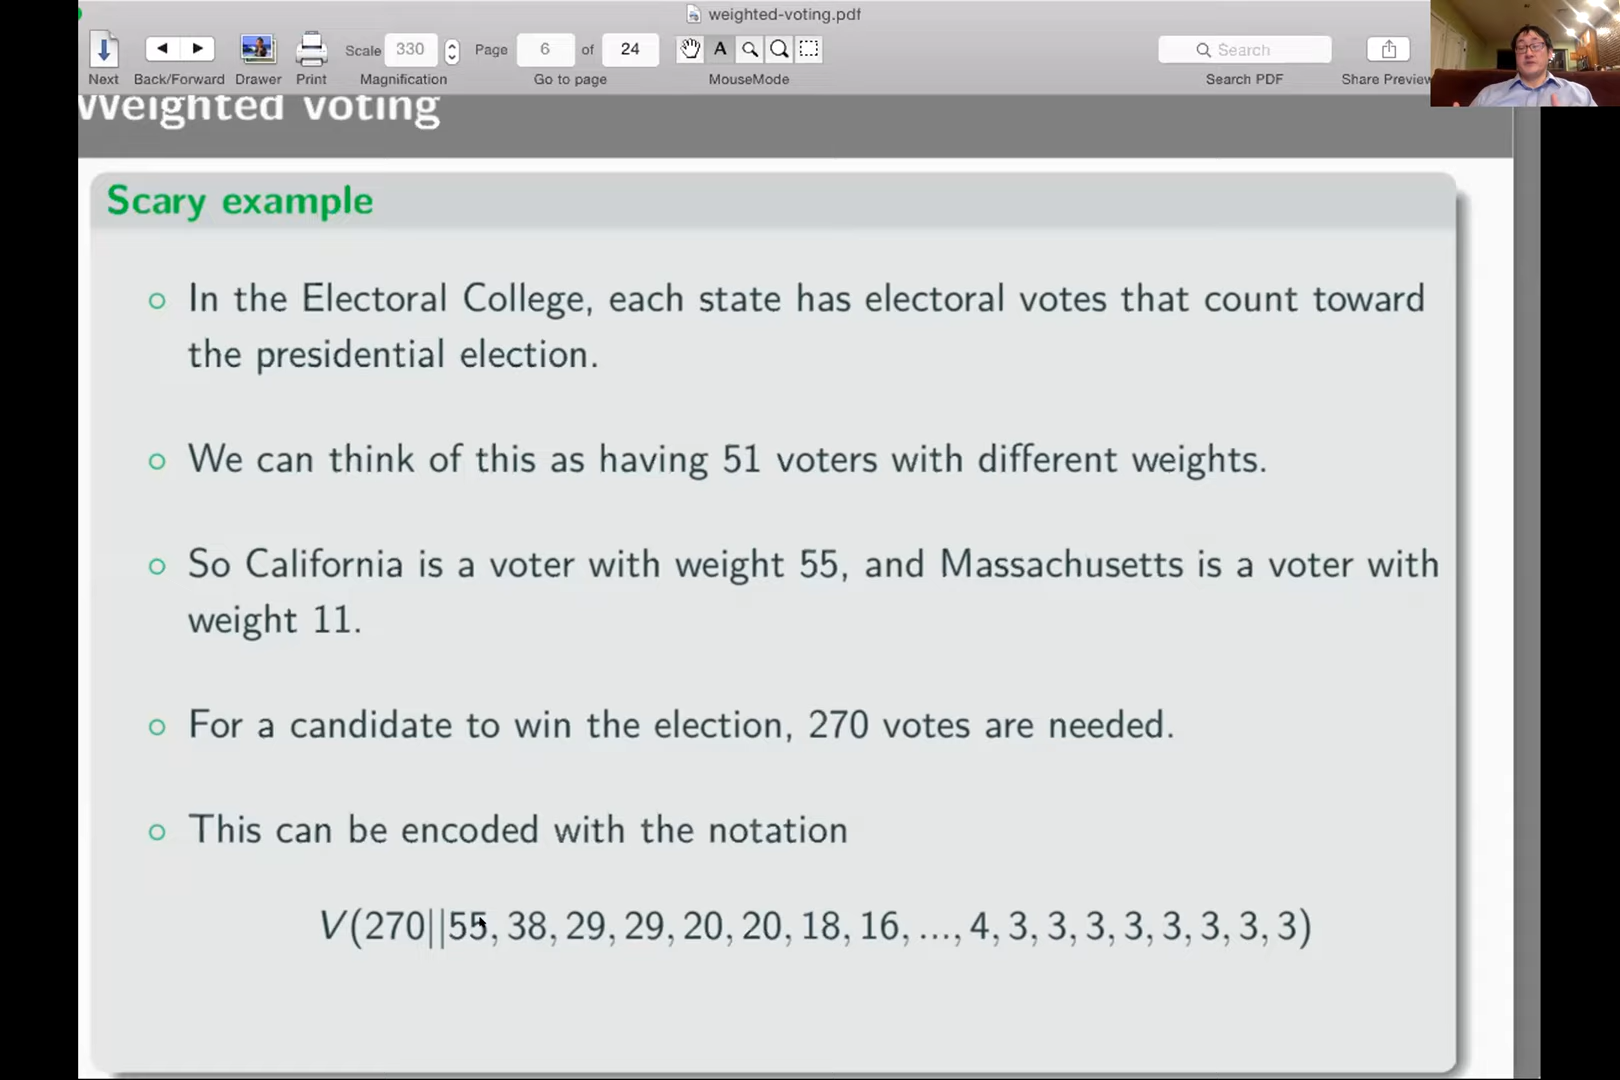 weighted-voting.pdf
Next
Back/Forward
Drawer
Print
Scale 330
Magnification
Page 6 of 24
Go to page
A
MouseMode
Search
Search PDF
Share Preview
Weighted voting
Scary example
In the Electoral College, each state has electoral votes that count toward
the presidential election.
We can think of this as having 51 voters with different weights.
So California is a voter with weight 55, and Massachusetts is a voter with
weight 11.
For a candidate to win the election, 270 votes are needed.
This can be encoded with the notation
V(270||55, 38, 29, 29, 20, 20, 18, 16, ..., 4, 3, 3, 3, 3, 3, 3, 3, 3)